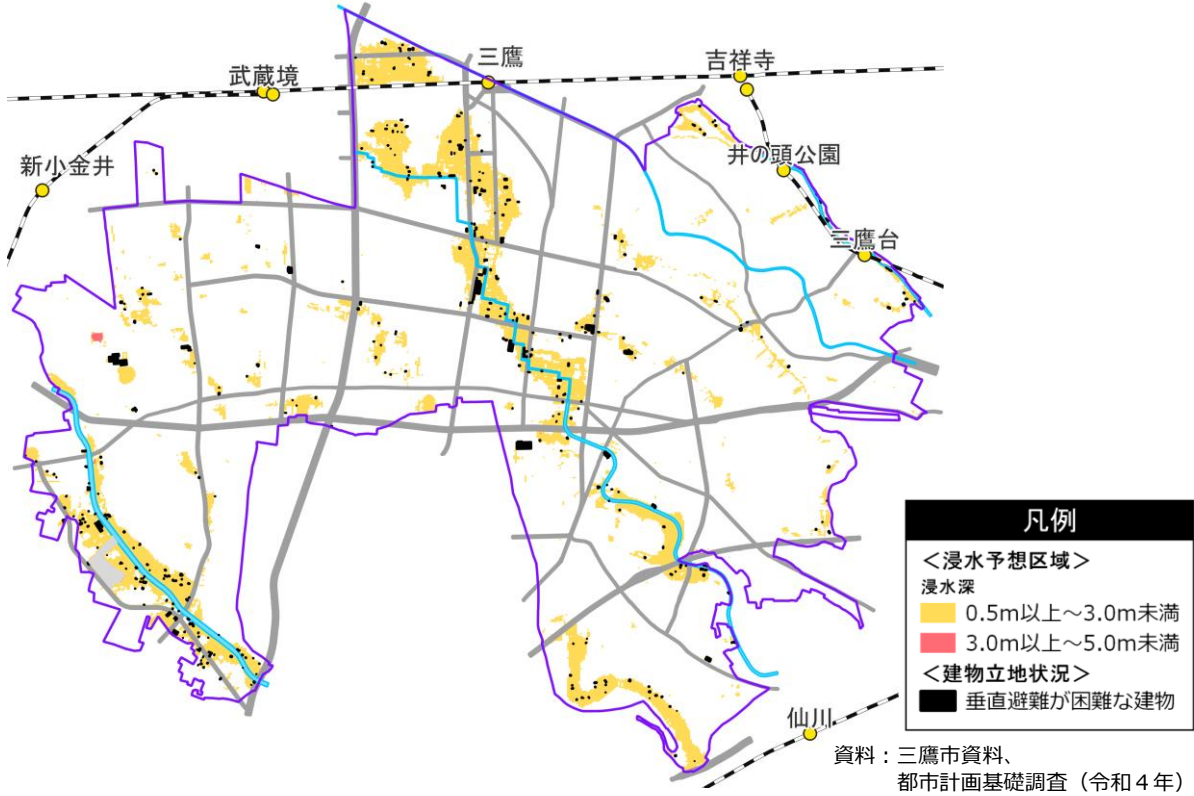 三鷹
吉祥寺
武蔵境
井の頭公園
新小金井
三鷹台
凡例
＜浸水予想区域＞
浸水深
0.5m以上～3.0m未満
3.0m以上～5.0m未満
＜建物立地状況＞
垂直避難が困難な建物
仙川
資料：三鷹市資料、
都市計画基礎調査（令和４年）